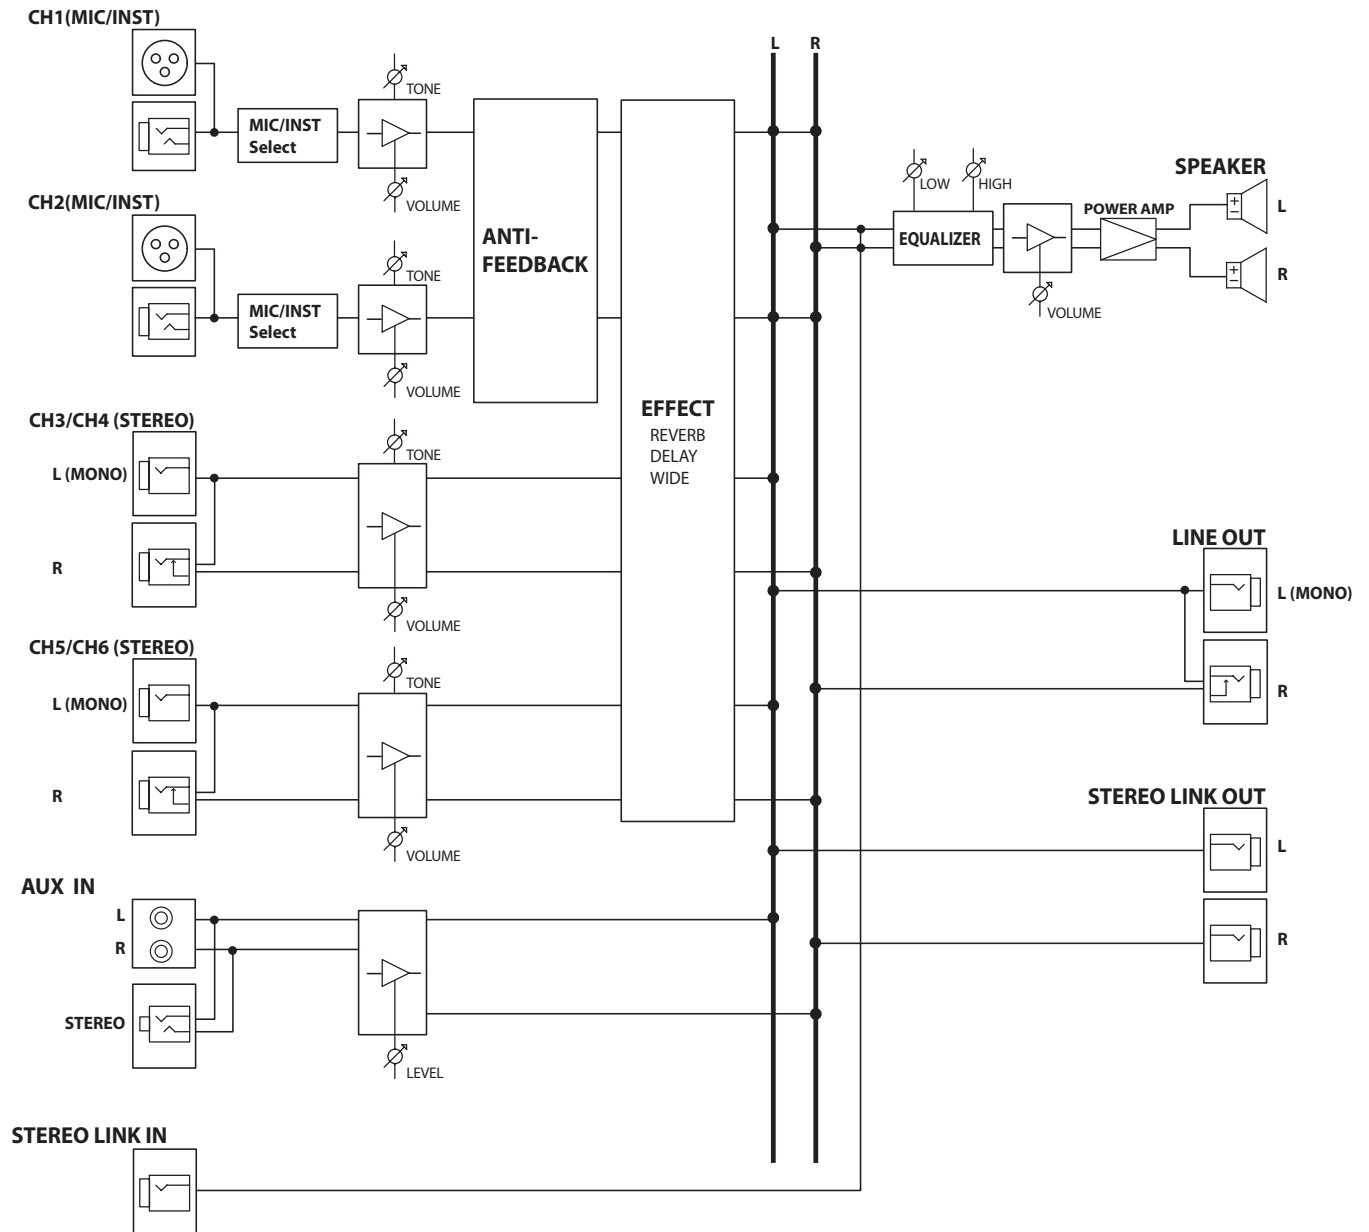 CH1(MIC/INST)
MIC/INST
Select
TONE
VOLUME
CH2(MIC/INST)
MIC/INST
Select
TONE
VOLUME
ANTI-
FEEDBACK
CH3/CH4 (STEREO)
L (MONO)
R
TONE
VOLUME
CH5/CH6 (STEREO)
L (MONO)
R
TONE
VOLUME
EFFECT
REVERB
DELAY
WIDE
AUX IN
L
R
STEREO
LEVEL
STEREO LINK IN
L
R
LOW
HIGH
EQUALIZER
VOLUME
POWER AMP
SPEAKER
L
R
LINE OUT
L (MONO)
R
STEREO LINK OUT
L
R